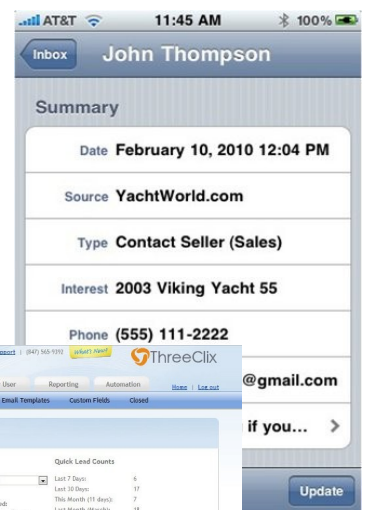 AT&T 11:45 AM 100%
Inbox John Thompson
Summary
Date February 10, 2010 12:04 PM
Source YachtWorld.com
Type Contact Seller (Sales)
Interest 2003 Viking Yacht 55
Phone (555) 111-2222
@gmail.com
if you... >
Update
pport | (847) 565-9392 What's New? ThreeClix
User Reporting Automation Home | Log out
Email Templates Custom Fields Closed
Quick Lead Counts
Last 7 Days: 6
Last 30 Days: 17
This Month (11 days): 7